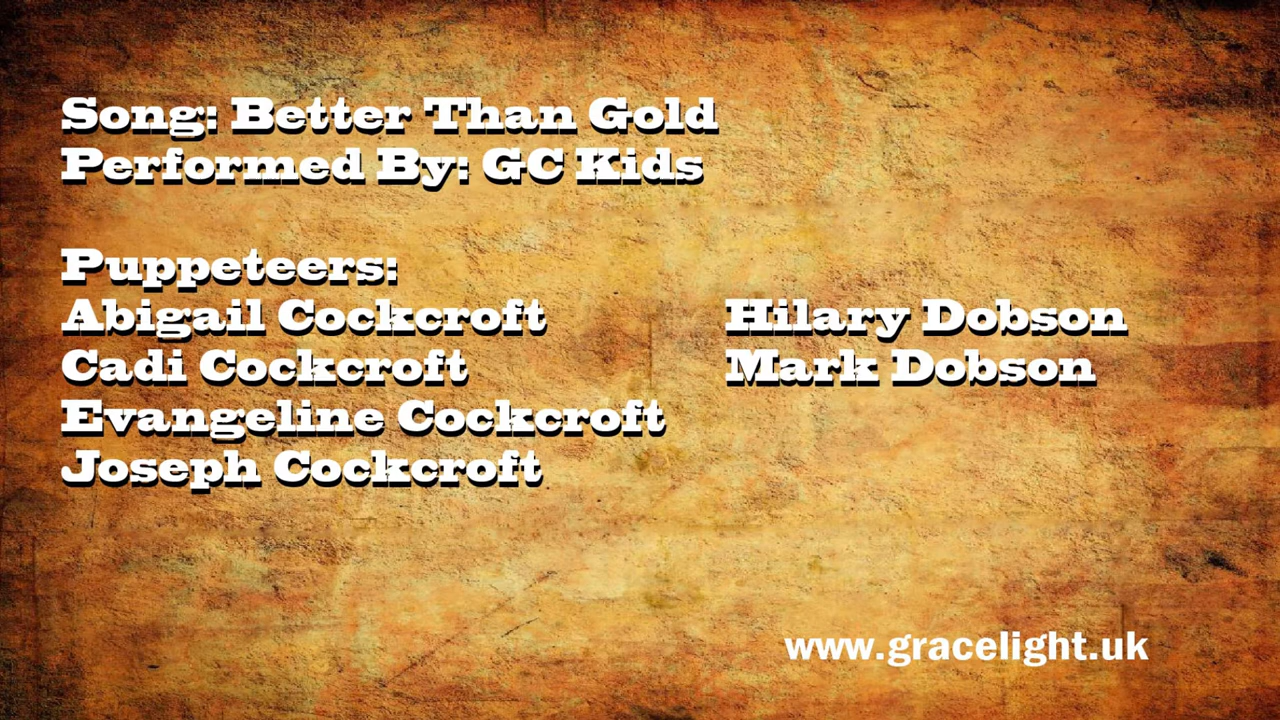 Song: Better Than Gold
Performed By: GC Kids
Puppeteers:
Abigail Cockcroft
Cadi Cockcroft
Evangeline Cockcroft
Joseph Cockcroft
Hilary Dobson
Mark Dobson
www.gracelight.uk